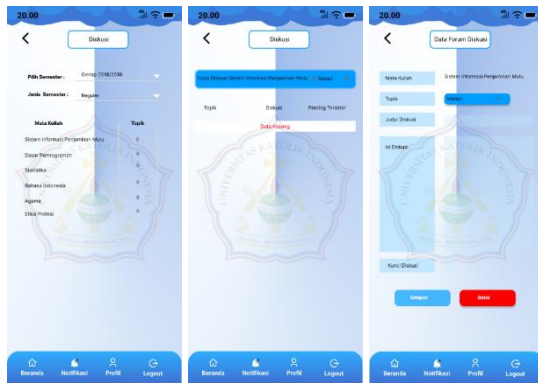 20.00
Diskusi
Pilih Semester :
Genap 2018/2019
Jenis Semester :
Reguler
Mata Kuliah
Topik
Sistem Informasi Penjaminan Mutu
0
Dasar Pemrograman
0
Statistika
0
Bahasa Indonesia
0
Agama
0
Etika Profesi
0
Beranda
Notifikasi
Profil
Logout
20.00
Diskusi
Topik Diskusi Sistem Informasi Penjaminan Mutu : Materi
Topik
Diskusi
Posting Terakhir
Data Kosong
Beranda
Notifikasi
Profil
Logout
20.00
Data Foram Diskusi
Mata Kuliah
Sistem Informasi Penjaminan Mutu
Topik
Materi
Judul Diskusi
Isi Diskusi
Kunci Diskusi
Simpan
Batal
Beranda
Notifikasi
Profil
Logout